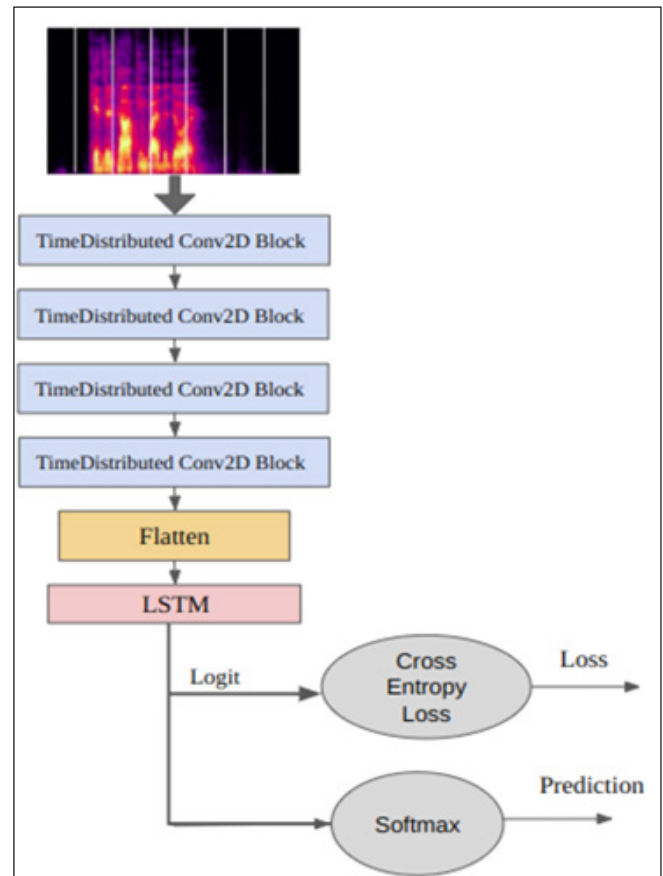 TimeDistributed Conv2D Block
TimeDistributed Conv2D Block
TimeDistributed Conv2D Block
TimeDistributed Conv2D Block
Flatten
LSTM
Logit
Cross
Entropy
Loss
Loss
Softmax
Prediction